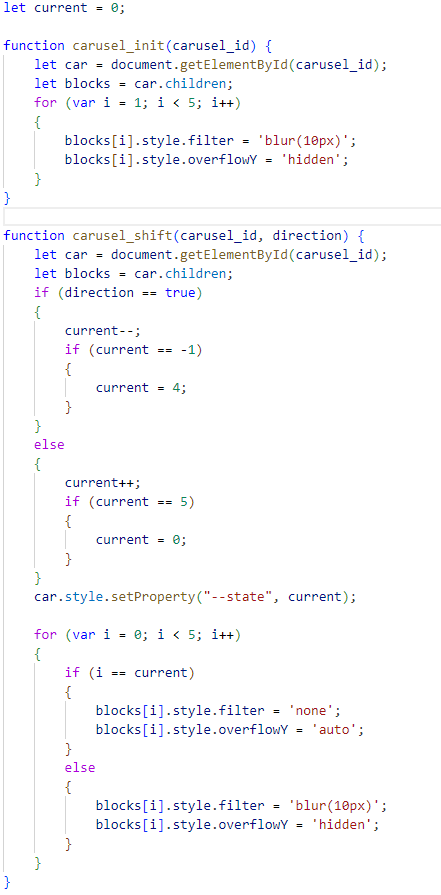 let current = 0;

function carusel_init(carusel_id) {
    let car = document.getElementById(carusel_id);
    let blocks = car.children;
    for (var i = 1; i < 5; i++)
    {
        blocks[i].style.filter = 'blur(10px)';
        blocks[i].style.overflowY = 'hidden';
    }
}

function carusel_shift(carusel_id, direction) {
    let car = document.getElementById(carusel_id);
    let blocks = car.children;
    if (direction == true)
    {
        current--;
        if (current == -1)
        {
            current = 4;
        }
    }
    else
    {
        current++;
        if (current == 5)
        {
            current = 0;
        }
    }
    car.style.setProperty("--state", current);

    for (var i = 0; i < 5; i++)
    {
        if (i == current)
        {
            blocks[i].style.filter = 'none';
            blocks[i].style.overflowY = 'auto';
        }
        else
        {
            blocks[i].style.filter = 'blur(10px)';
            blocks[i].style.overflowY = 'hidden';
        }
    }
}